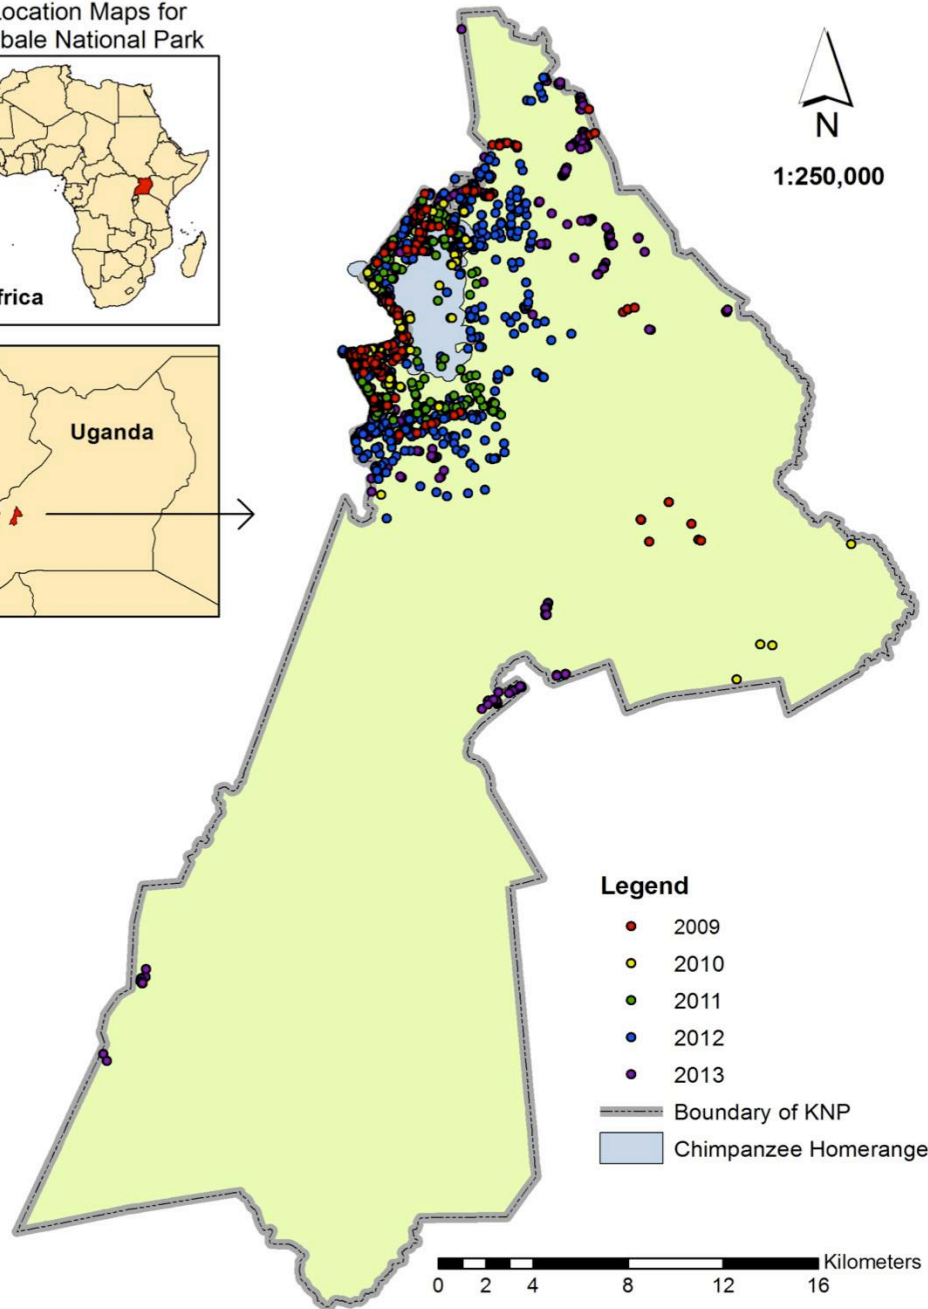 Location Maps for
bale National Park
frica
Uganda
N
1:250,000
Legend
2009
2010
2011
2012
2013
Boundary of KNP
Chimpanzee Homerange
Kilometers
0 2 4 8 12 16